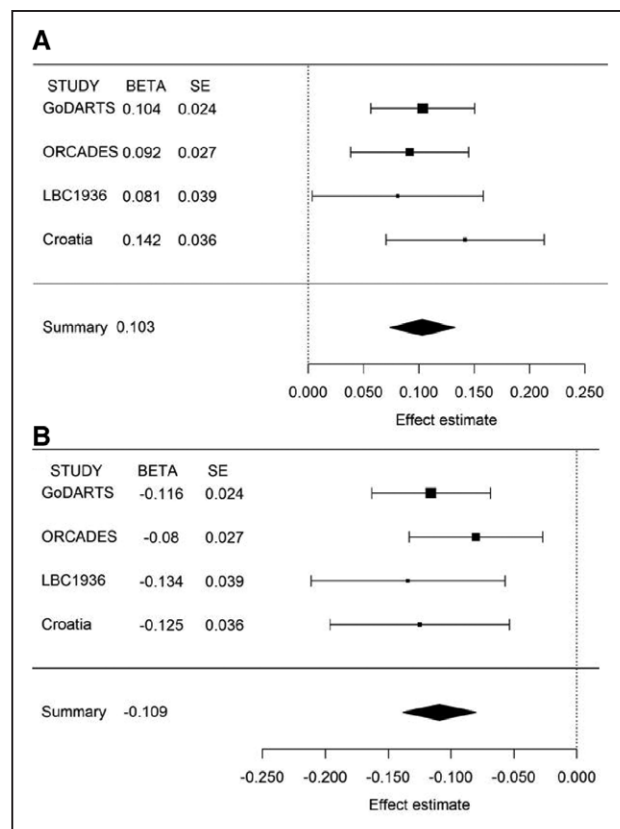 A
STUDY BETA SE
GoDARTS 0.104 0.024
ORCADES 0.092 0.027
LBC1936 0.081 0.039
Croatia 0.142 0.036
Summary 0.103
0.000 0.050 0.100 0.150 0.200 0.250
Effect estimate
B
STUDY BETA SE
GoDARTS -0.116 0.024
ORCADES -0.08 0.027
LBC1936 -0.134 0.039
Croatia -0.125 0.036
Summary -0.109
-0.250 -0.200 -0.150 -0.100 -0.050 0.000
Effect estimate